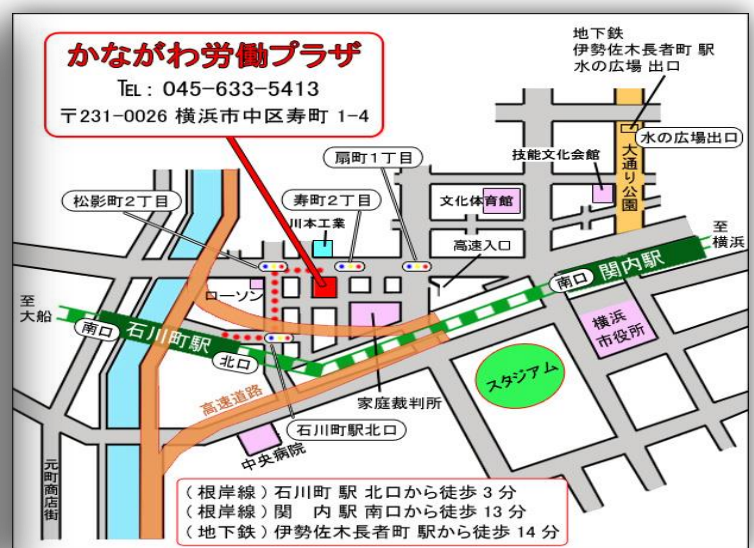 かながわ労働プラザ
TEL: 045-633-5413
〒231-0026 横浜市中区寿町 1-4
地下鉄
伊勢佐木長者町 駅
水の広場 出口
水の広場出口
大通り公園
技能文化会館
扇町1丁目
松影町2丁目
寿町2丁目
文化体育館
川本工業
高速入口
至
横浜
関内駅
南口
ローソン
至
大船
南口
石川町駅
北口
横浜
市役所
スタジアム
高速道路
家庭裁判所
石川町駅北口
中央病院
元町商店街
(根岸線)石川町 駅 北口から徒歩 3 分
(根岸線)関 内 駅 南口から徒歩 13 分
(地下鉄)伊勢佐木長者町 駅から徒歩 14 分